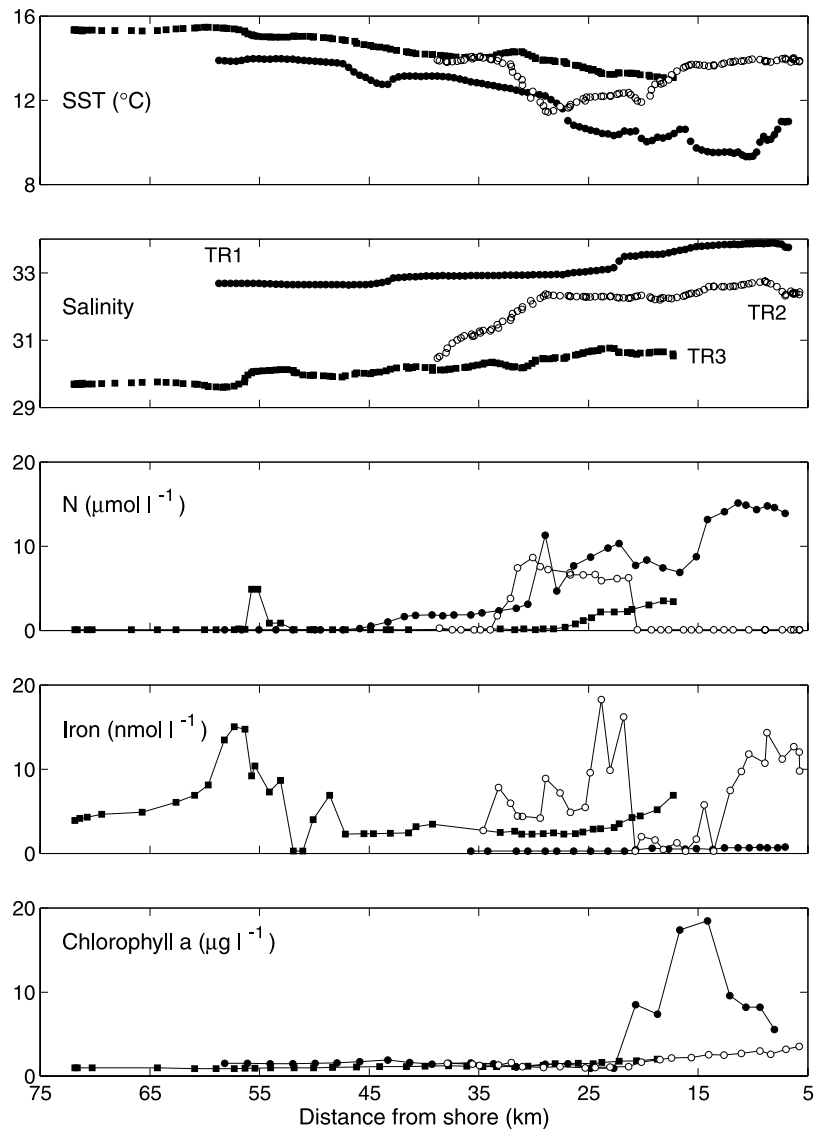 16
12
8
SST (°C)
33
31
29
TR1
Salinity
TR2
TR3
20
10
0
N (μmol l -1)
20
10
0
Iron (nmol l -1)
20
10
0
Chlorophyll a (μg l -1)
75 65 55 45 35 25 15 5
Distance from shore (km)